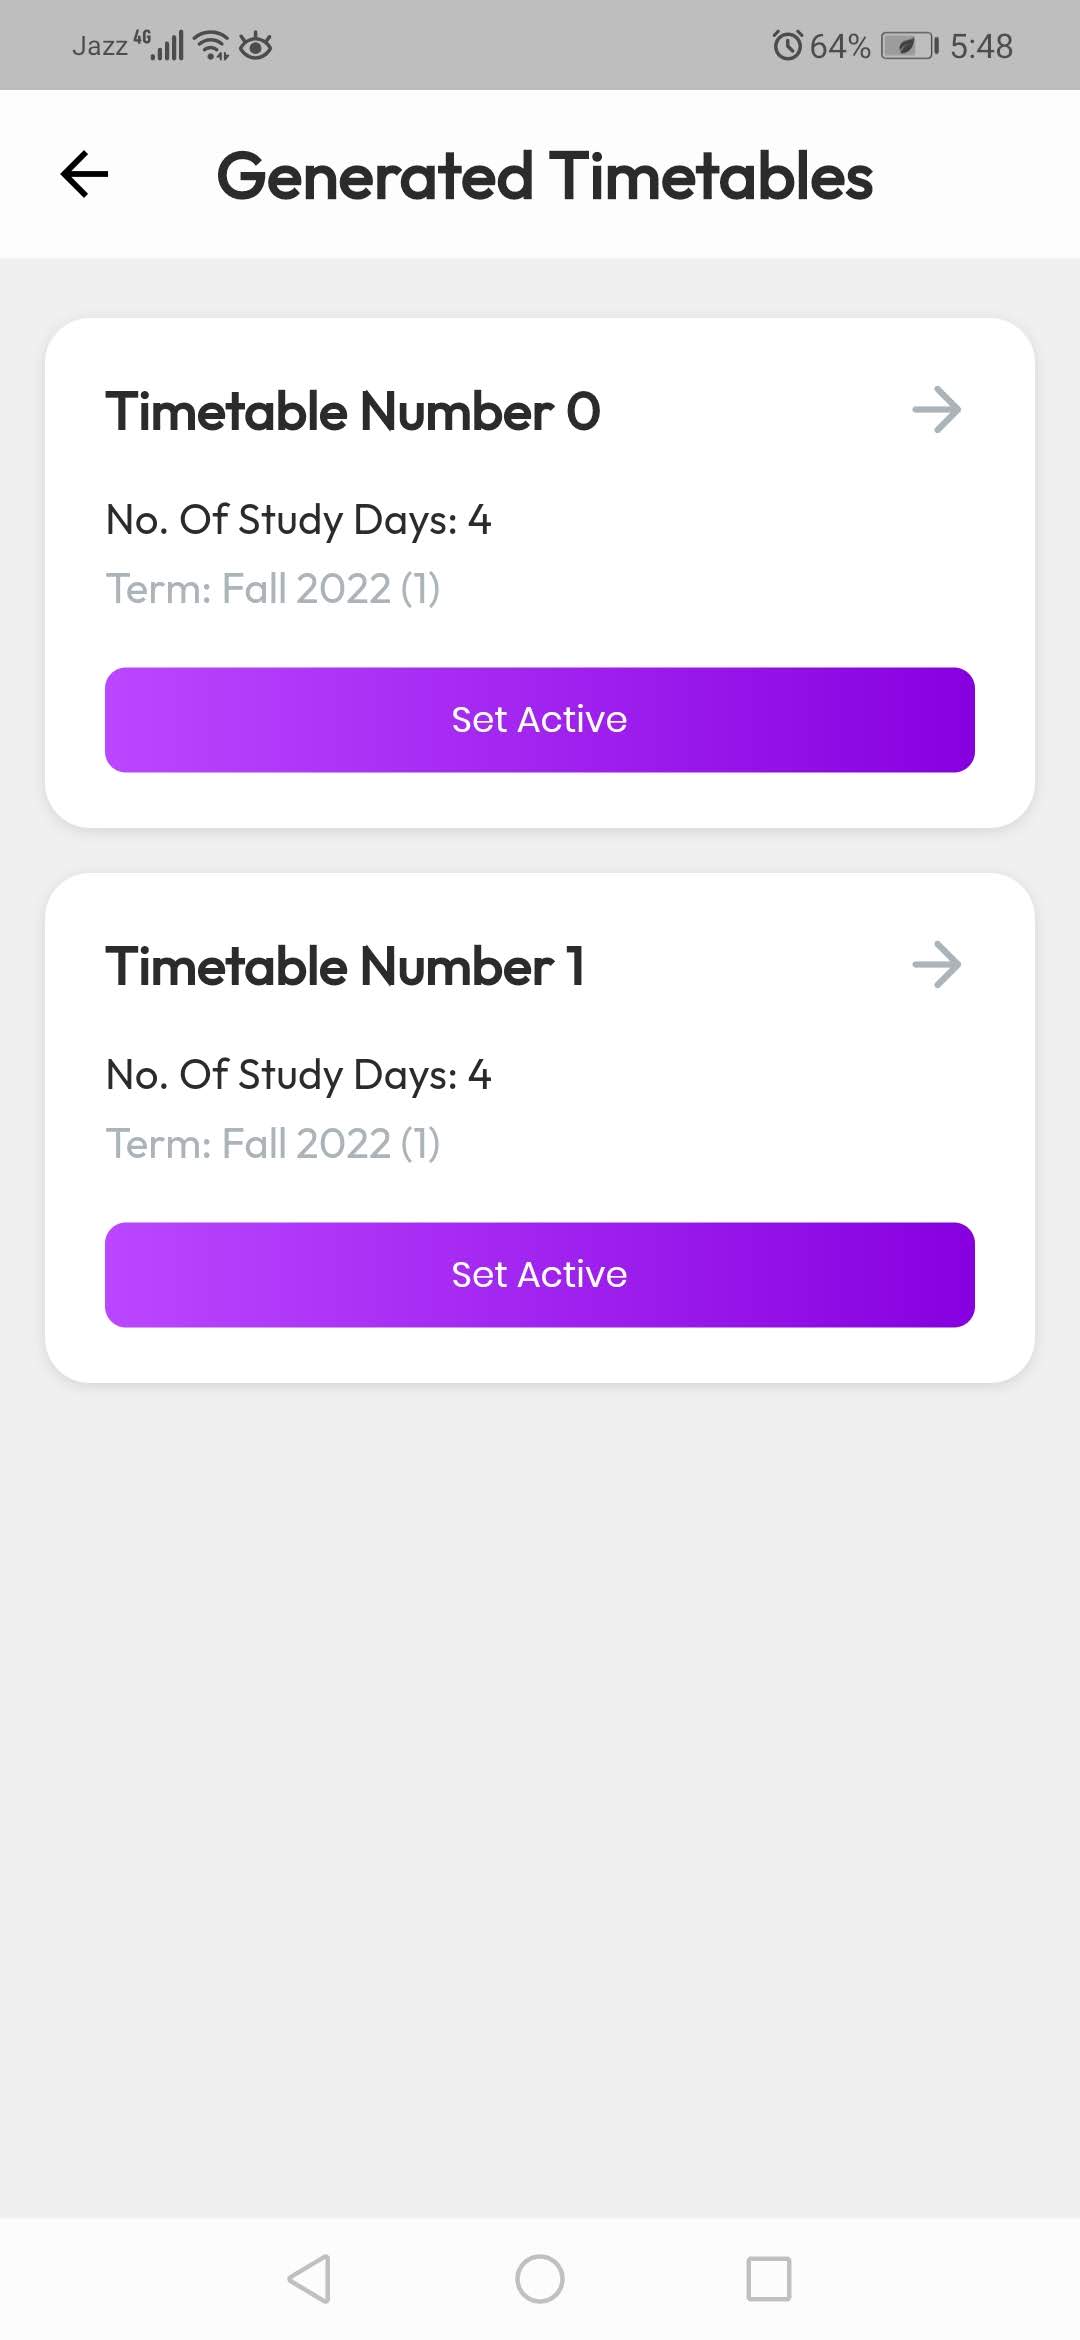 Jazz 4G 64% 5:48
Generated Timetables
Timetable Number 0
No. Of Study Days: 4
Term: Fall 2022 (1)
Set Active
Timetable Number 1
No. Of Study Days: 4
Term: Fall 2022 (1)
Set Active